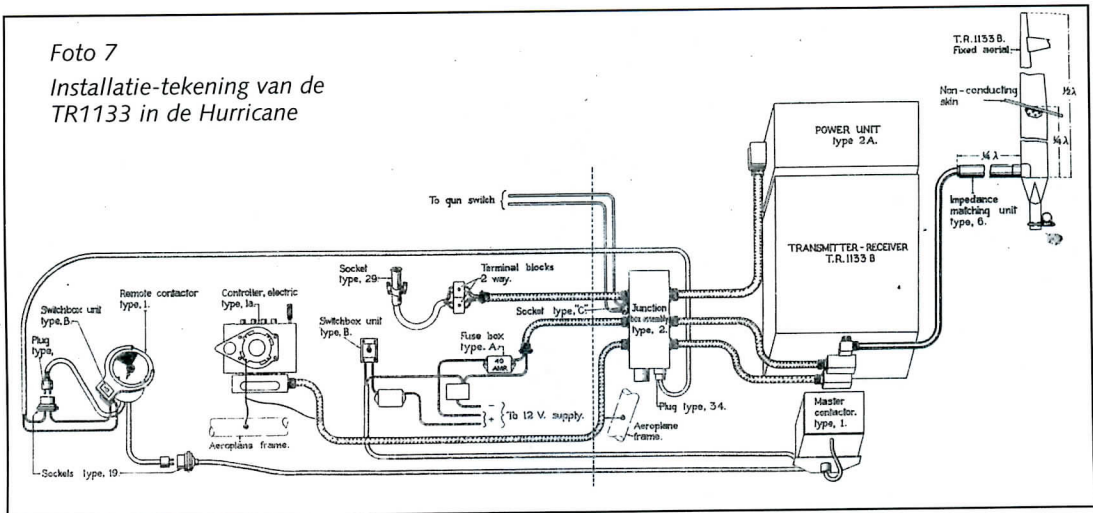 Foto 7
Installatie-tekening van de
TR1133 in de Hurricane
T.R.1133 B.
Fixed aerial.
Non-conducting
skin
½λ
¼λ
¼λ
Impedance
matching unit
type, 6.
POWER UNIT
type 2A.
TRANSMITTER-RECEIVER
T.R.1133 B
To gun switch
Socket
type, 29.
Terminal blocks
2 way.
Socket type,"C".
Junction
box assembly
type, 2.
Switchbox unit
type, B.
Remote contactor
type, 1.
Controller, electric
type, 1a.
Switchbox unit
type, B.
Fuse box
type. A.
40
AMP.
Plug
type,
− 
+
To 12 V. supply.
Plug type, 34.
Aeroplane
frame.
Aeroplane frame.
Master
contactor.
type, 1.
Sockets type, 19.